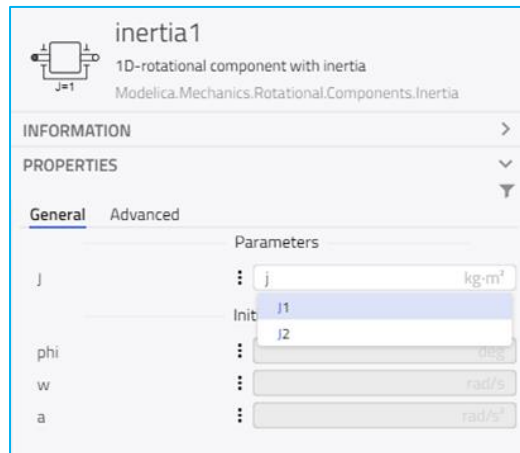 inertia1
1D-rotational component with inertia
J=1
Modelica.Mechanics.Rotational.Components.Inertia
INFORMATION
PROPERTIES
General Advanced
Parameters
J j kg·m²
J1
Init
J2
phi deg
w rad/s
a rad/s²